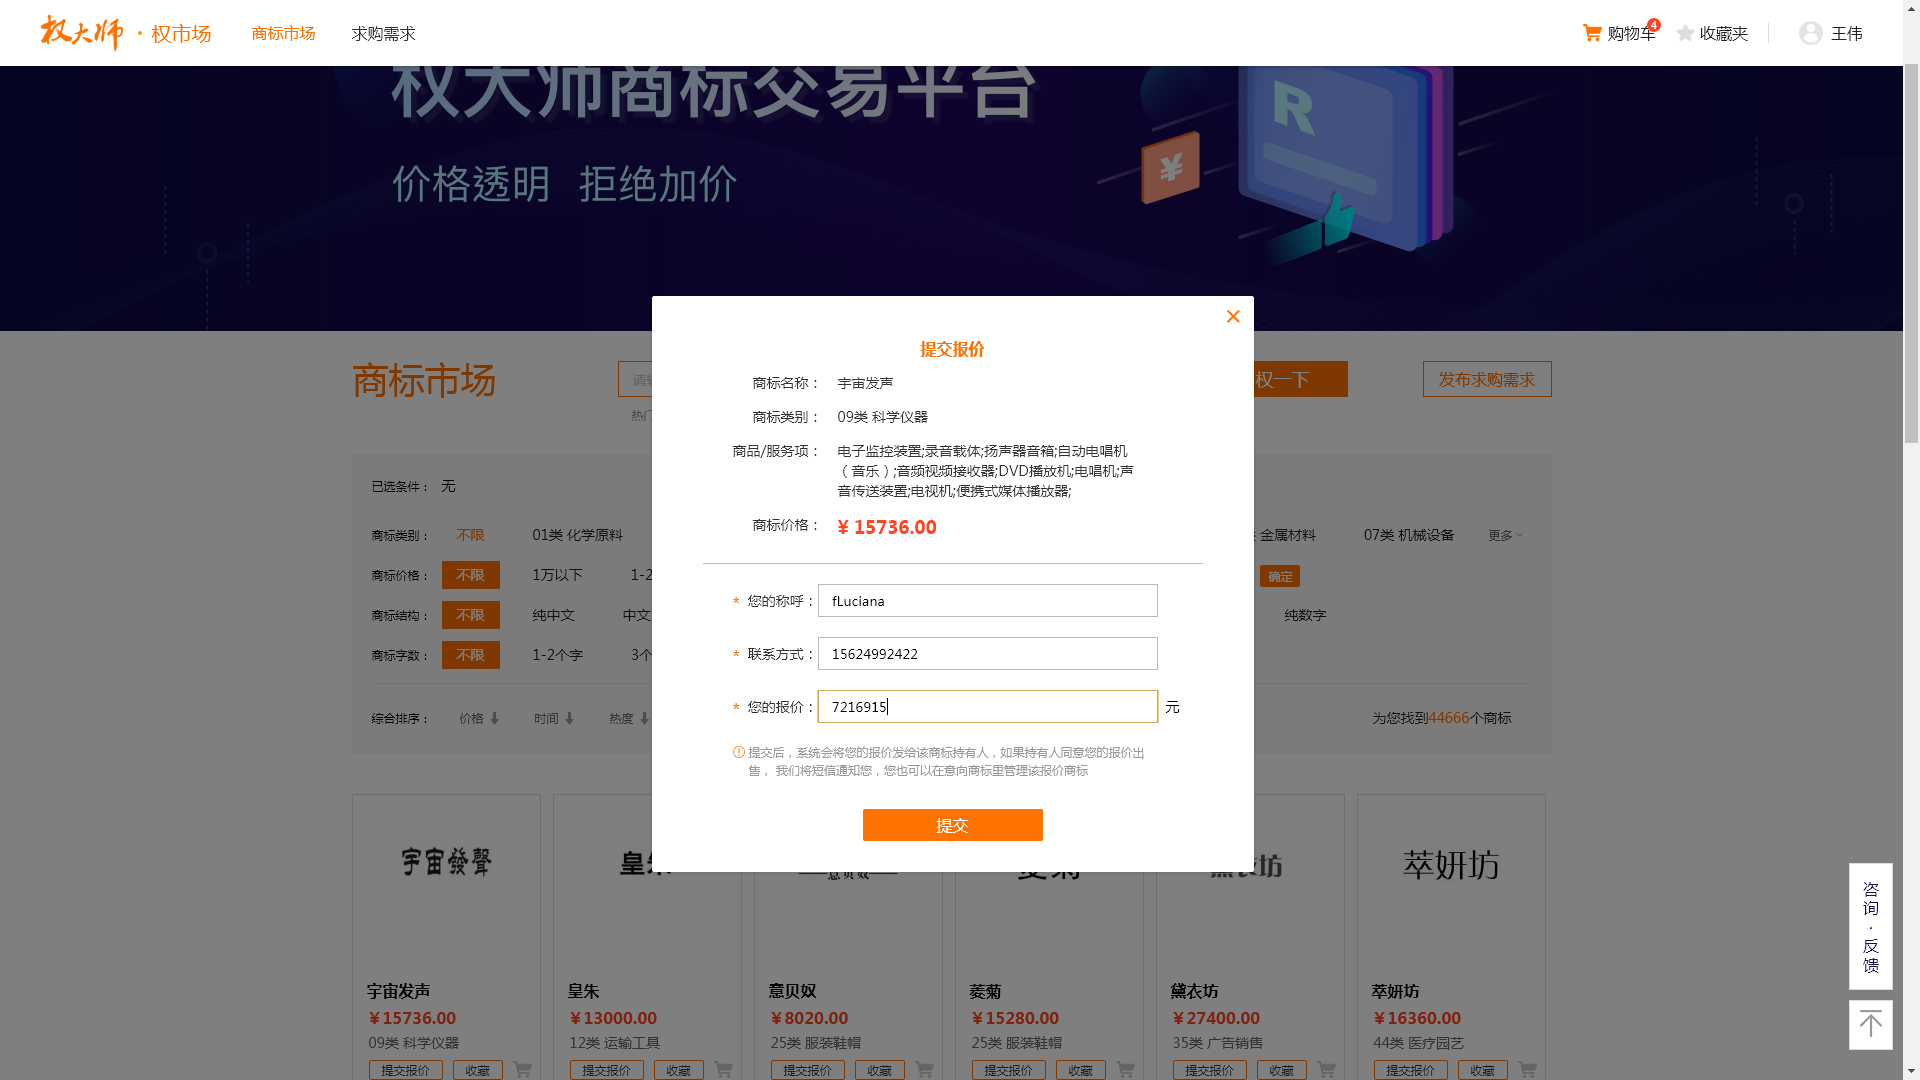 权大师 · 权市场 商标市场 求购需求 购物车 4 收藏夹 王伟
权大师商标交易平台
R
¥
价格透明 拒绝加价
商标市场 权一下 发布求购需求
热门
已选条件： 无
商标类别： 不限 01类 化学原料 金属材料 07类 机械设备 更多
商标价格： 不限 1万以下 1-2 确定
商标结构： 不限 纯中文 中文 纯数字
商标字数： 不限 1-2个字 3个
综合排序： 价格 时间 热度 为您找到44666个商标
提交报价
商标名称： 宇宙发声
商标类别： 09类 科学仪器
商品/服务项： 电子监控装置;录音载体;扬声器音箱;自动电唱机
（音乐）;音频视频接收器;DVD播放机;电唱机;声
音传送装置;电视机;便携式媒体播放器;
商标价格： ¥ 15736.00
* 您的称呼： fLuciana
* 联系方式： 15624992422
* 您的报价： 7216915 元
提交后，系统会将您的报价发给该商标持有人，如果持有人同意您的报价出
售， 我们将短信通知您，您也可以在意向商标里管理该报价商标
提交
宇宙發聲 萃妍坊
宇宙发声 皇朱 意贝奴 菱菊 黛衣坊 萃妍坊
￥15736.00 ￥13000.00 ￥8020.00 ￥15280.00 ￥27400.00 ￥16360.00
09类 科学仪器 12类 运输工具 25类 服装鞋帽 25类 服装鞋帽 35类 广告销售 44类 医疗园艺
提交报价 收藏 提交报价 收藏 提交报价 收藏 提交报价 收藏 提交报价 收藏 提交报价 收藏
咨
询
·
反
馈